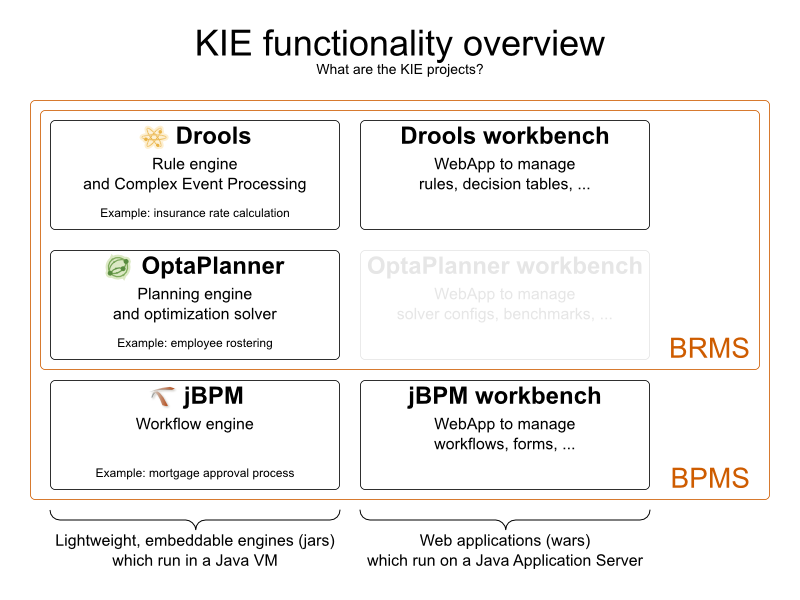 KIE functionality overview
What are the KIE projects?
Drools
Rule engine
and Complex Event Processing
Example: insurance rate calculation
Drools workbench
WebApp to manage
rules, decision tables, ...
OptaPlanner
Planning engine
and optimization solver
Example: employee rostering
OptaPlanner workbench
WebApp to manage
solver configs, benchmarks, ...
BRMS
jBPM
Workflow engine
Example: mortgage approval process
jBPM workbench
WebApp to manage
workflows, forms, ...
BPMS
Lightweight, embeddable engines (jars)
which run in a Java VM
Web applications (wars)
which run on a Java Application Server